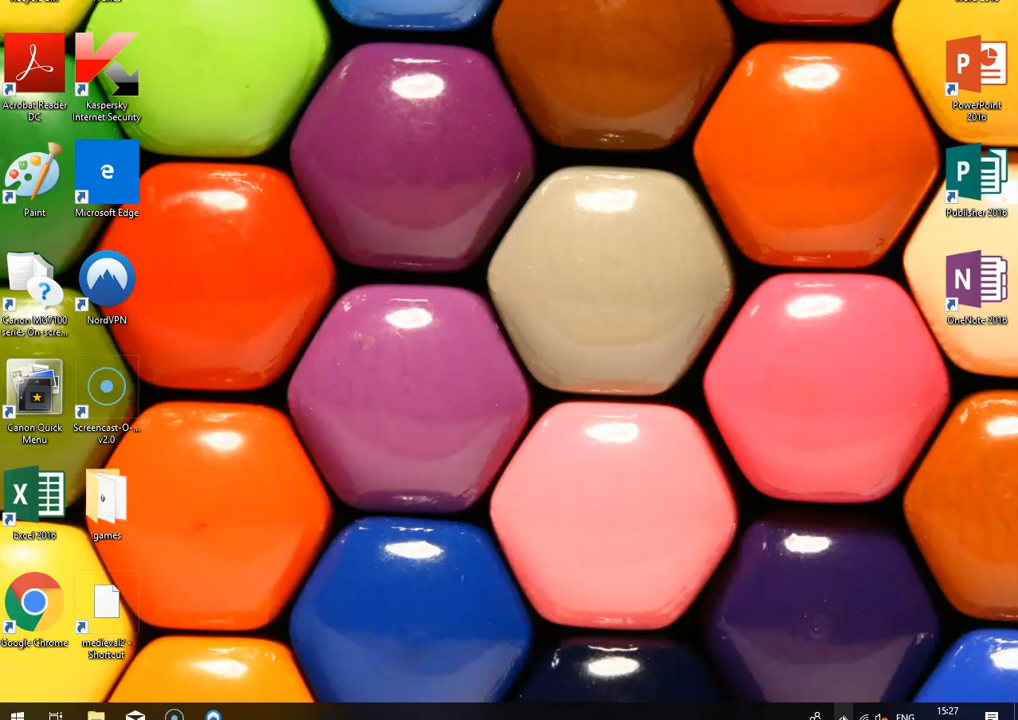 Acrobat Reader
DC
Kaspersky
Internet Security
Paint
Microsoft Edge
Canon MG7100
series On-scre...
NordVPN
Canon Quick
Menu
Screencast-O-...
v2.0
Excel 2016
games
Google Chrome
medieval2 -
Shortcut
PowerPoint
2016
Publisher 2016
OneNote 2016
ENG
15:27